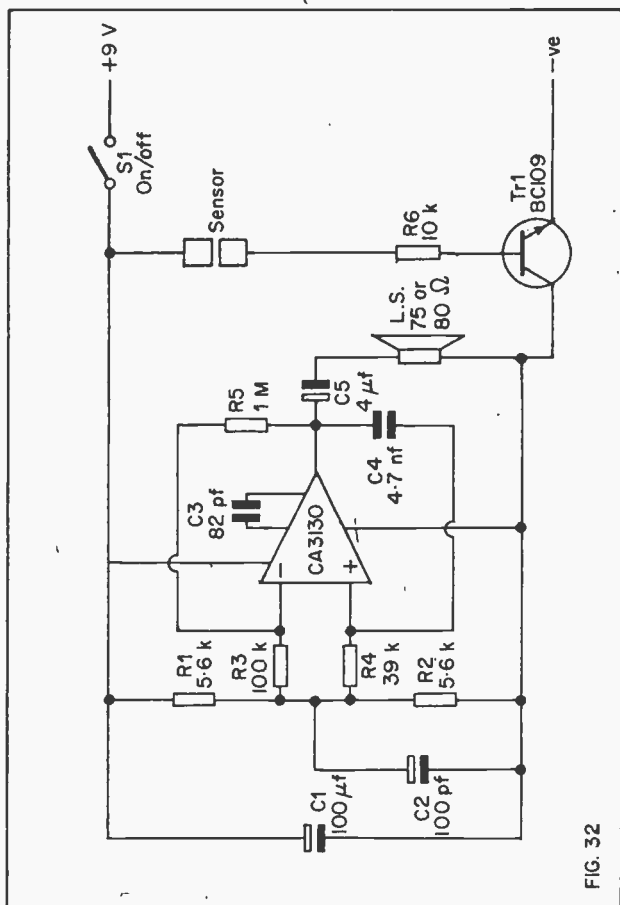 +9 V
S1
On/off
Sensor
R1
5·6 k
R3
100 k
R4
39 k
R2
5·6 k
C3
82 pf
CA3130
−
+
R5
1 M
C5
4 µf
C4
4·7 nf
L.S.
75 or
80 Ω
R6
10 k
C1
100 µf
C2
100 pf
Tr1
BC109
−ve
FIG. 32